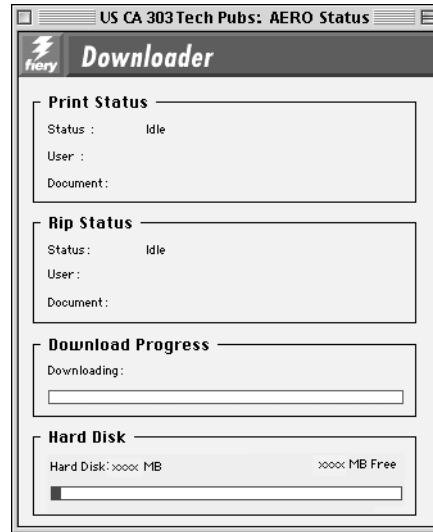 US CA 303 Tech Pubs: AERO Status
fiery
Downloader
Print Status
Status : Idle
User :
Document:
Rip Status
Status: Idle
User:
Document:
Download Progress
Downloading:
Hard Disk
Hard Disk: xxxx MB xxxx MB Free